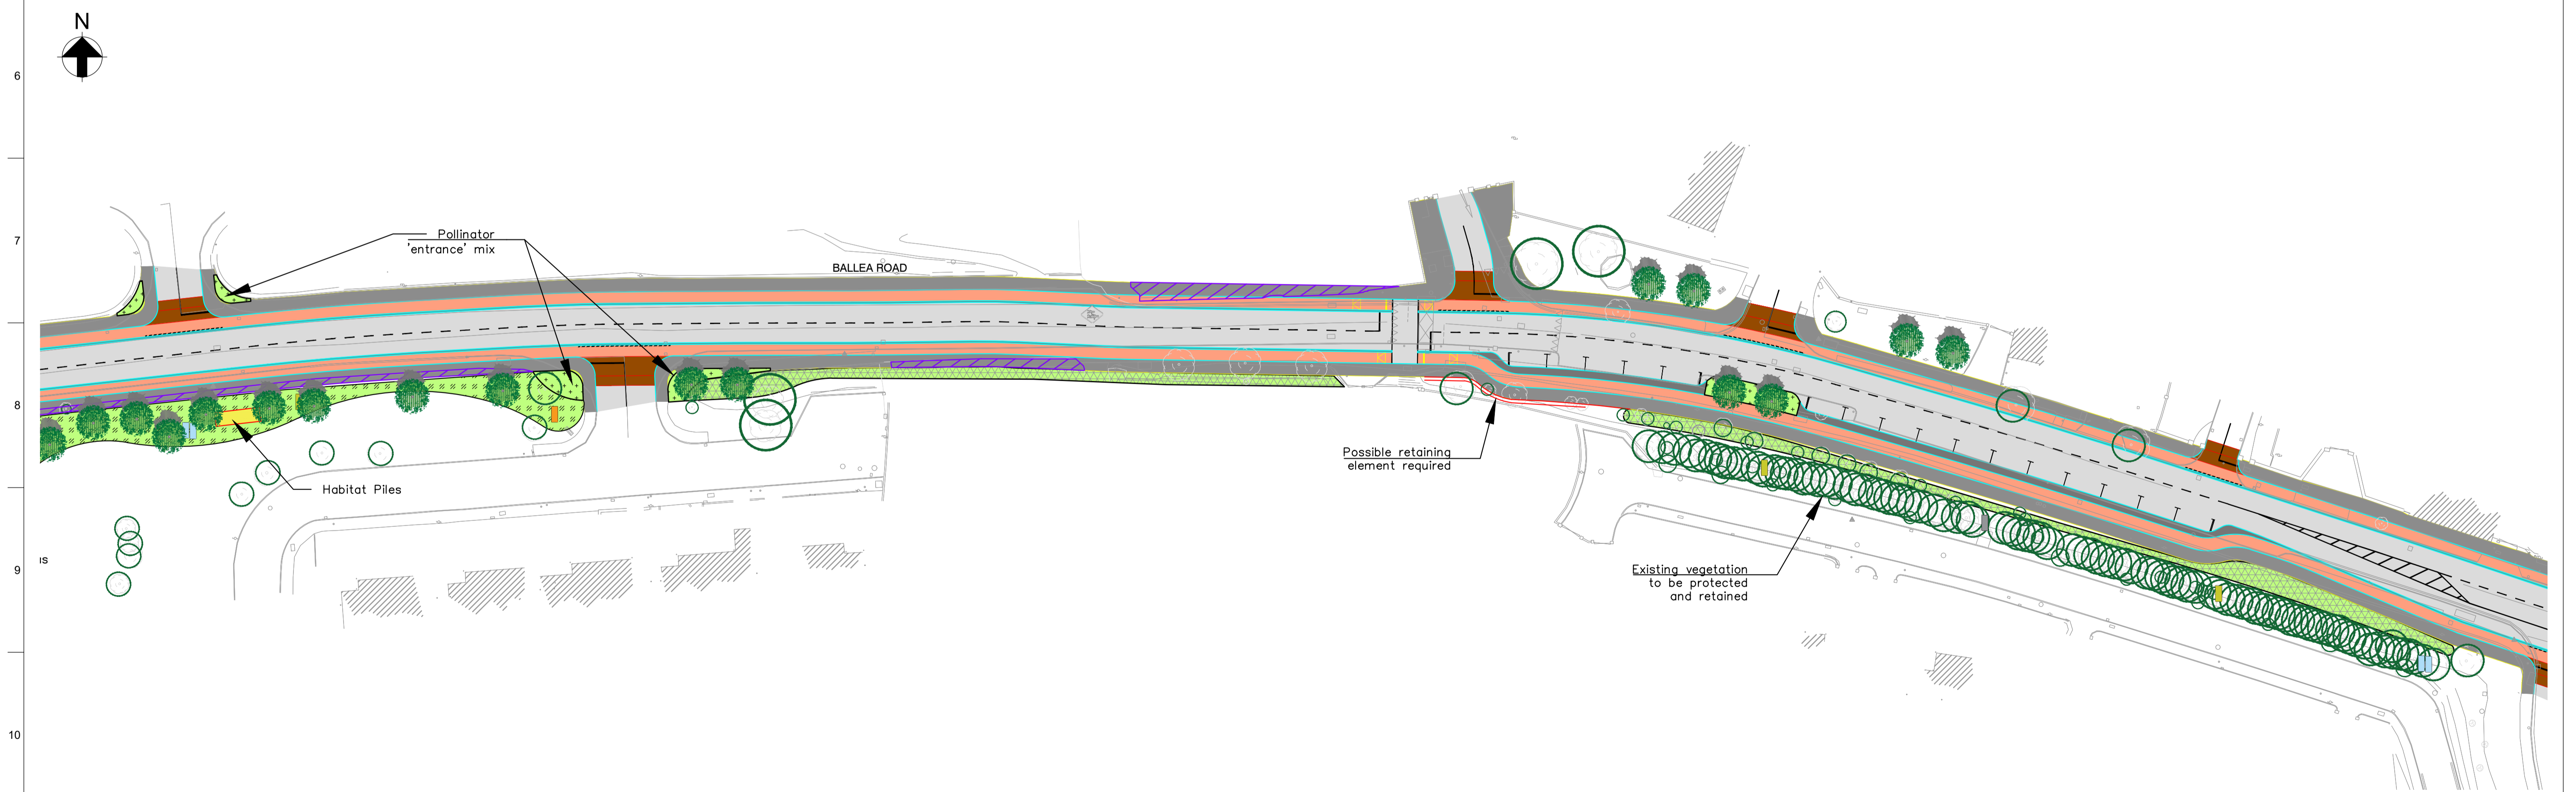 N
6
7
8
9
10
Pollinator
'entrance' mix
BALLEA ROAD
Habitat Piles
Possible retaining
element required
Existing vegetation
to be protected
and retained